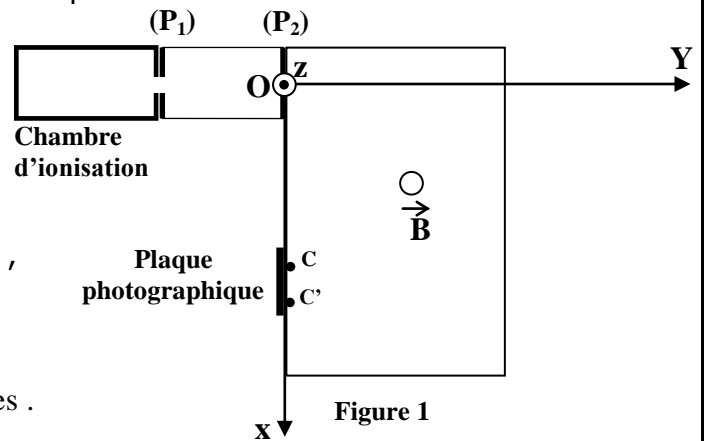 (P₁) (P₂)
Y
z
O
Chambre
d'ionisation
B
,
Plaque
photographique
C
C'
es .
Figure 1
x